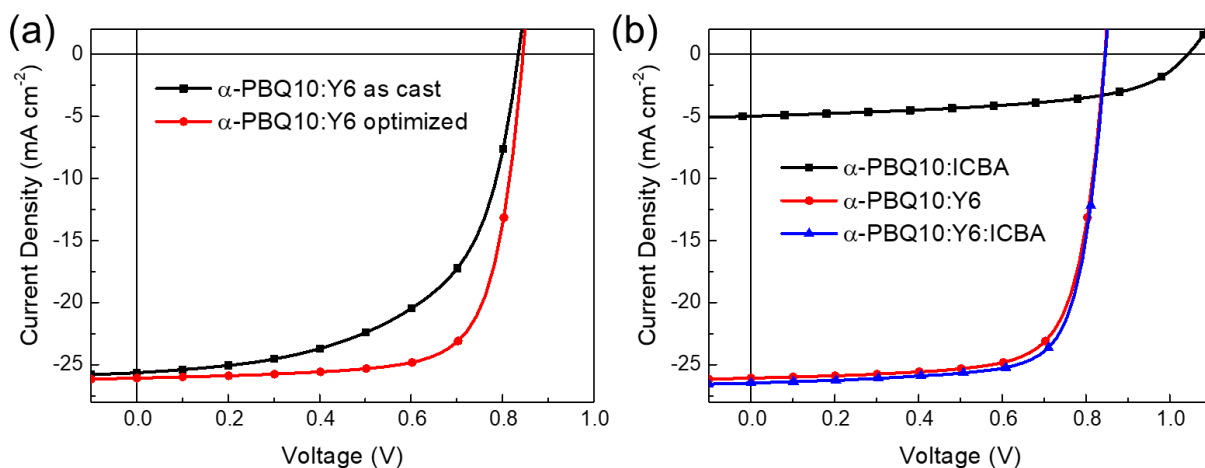 (a)
Current Density (mA cm⁻²)
0
-5
-10
-15
-20
-25
α-PBQ10:Y6 as cast
α-PBQ10:Y6 optimized
0.0 0.2 0.4 0.6 0.8 1.0
Voltage (V)
(b)
Current Density (mA cm⁻²)
0
-5
-10
-15
-20
-25
α-PBQ10:ICBA
α-PBQ10:Y6
α-PBQ10:Y6:ICBA
0.0 0.2 0.4 0.6 0.8 1.0
Voltage (V)